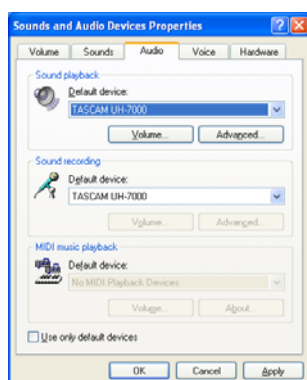 Sounds and Audio Devices Properties
Volume Sounds Audio Voice Hardware
Sound playback
Default device:
TASCAM UH-7000
Volume... Advanced...
Sound recording
Default device:
TASCAM UH-7000
Volume... Advanced...
MIDI music playback
Default device:
No MIDI Playback Devices
Volume... About...
Use only default devices
OK Cancel Apply